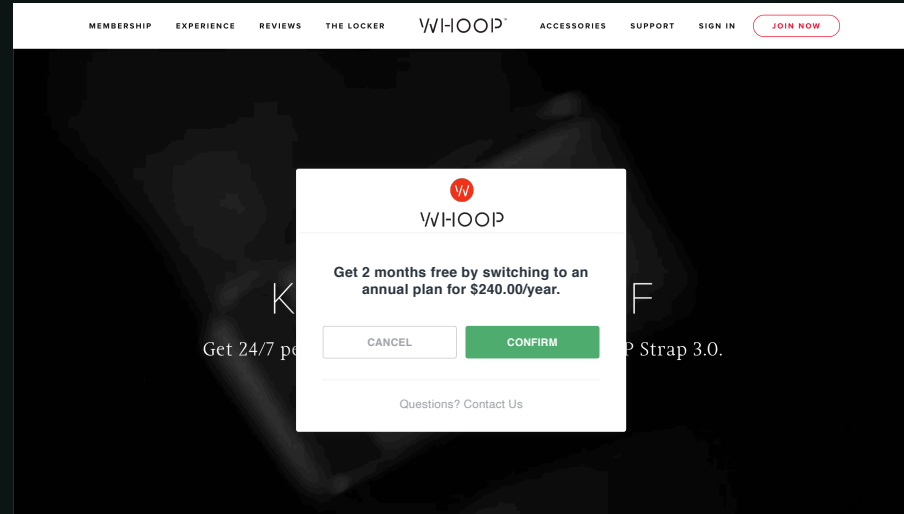 MEMBERSHIP EXPERIENCE REVIEWS THE LOCKER WHOOP ACCESSORIES SUPPORT SIGN IN JOIN NOW
WHOOP
Get 2 months free by switching to an
annual plan for $240.00/year.
K F
Get 24/7 Strap 3.0.
CANCEL CONFIRM
Questions? Contact Us